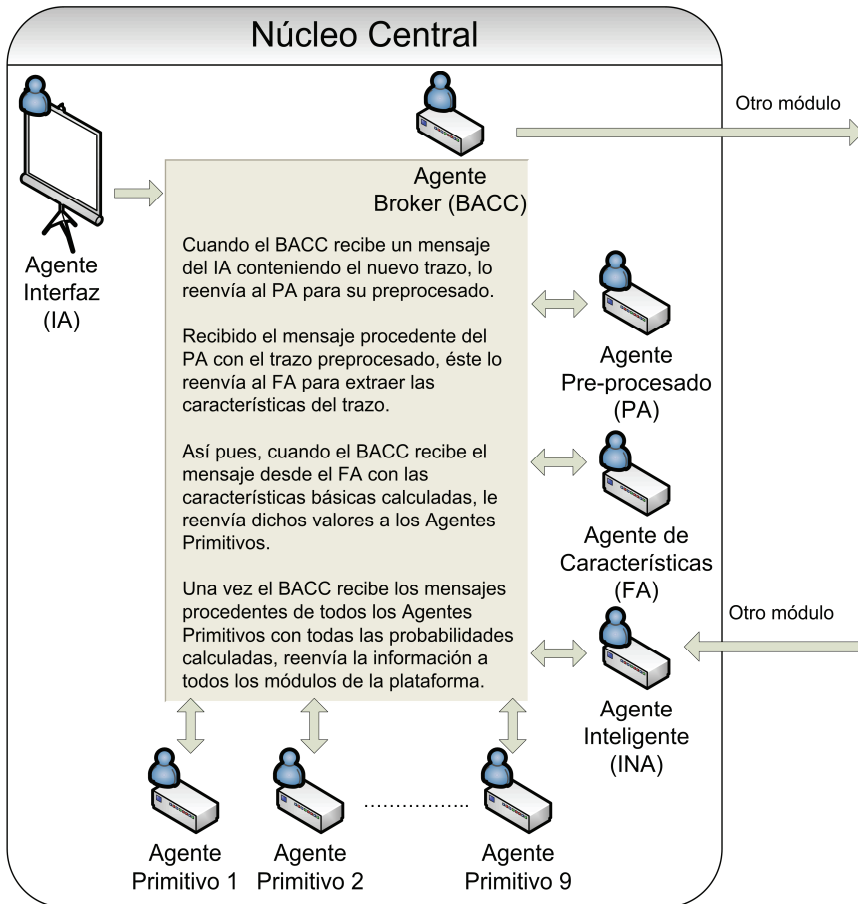 Núcleo Central
Otro módulo
Agente
Broker (BACC)
Agente
Interfaz
(IA)
Cuando el BACC recibe un mensaje
del IA conteniendo el nuevo trazo, lo
reenvía al PA para su preprocesado.
Recibido el mensaje procedente del
PA con el trazo preprocesado, éste lo
reenvía al FA para extraer las
características del trazo.
Así pues, cuando el BACC recibe el
mensaje desde el FA con las
características básicas calculadas, le
reenvía dichos valores a los Agentes
Primitivos.
Una vez el BACC recibe los mensajes
procedentes de todos los Agentes
Primitivos con todas las probabilidades
calculadas, reenvía la información a
todos los módulos de la plataforma.
Agente
Pre-procesado
(PA)
Agente de
Características
(FA)
Otro módulo
Agente
Inteligente
(INA)
Agente
Primitivo 1
Agente
Primitivo 2
.................
Agente
Primitivo 9